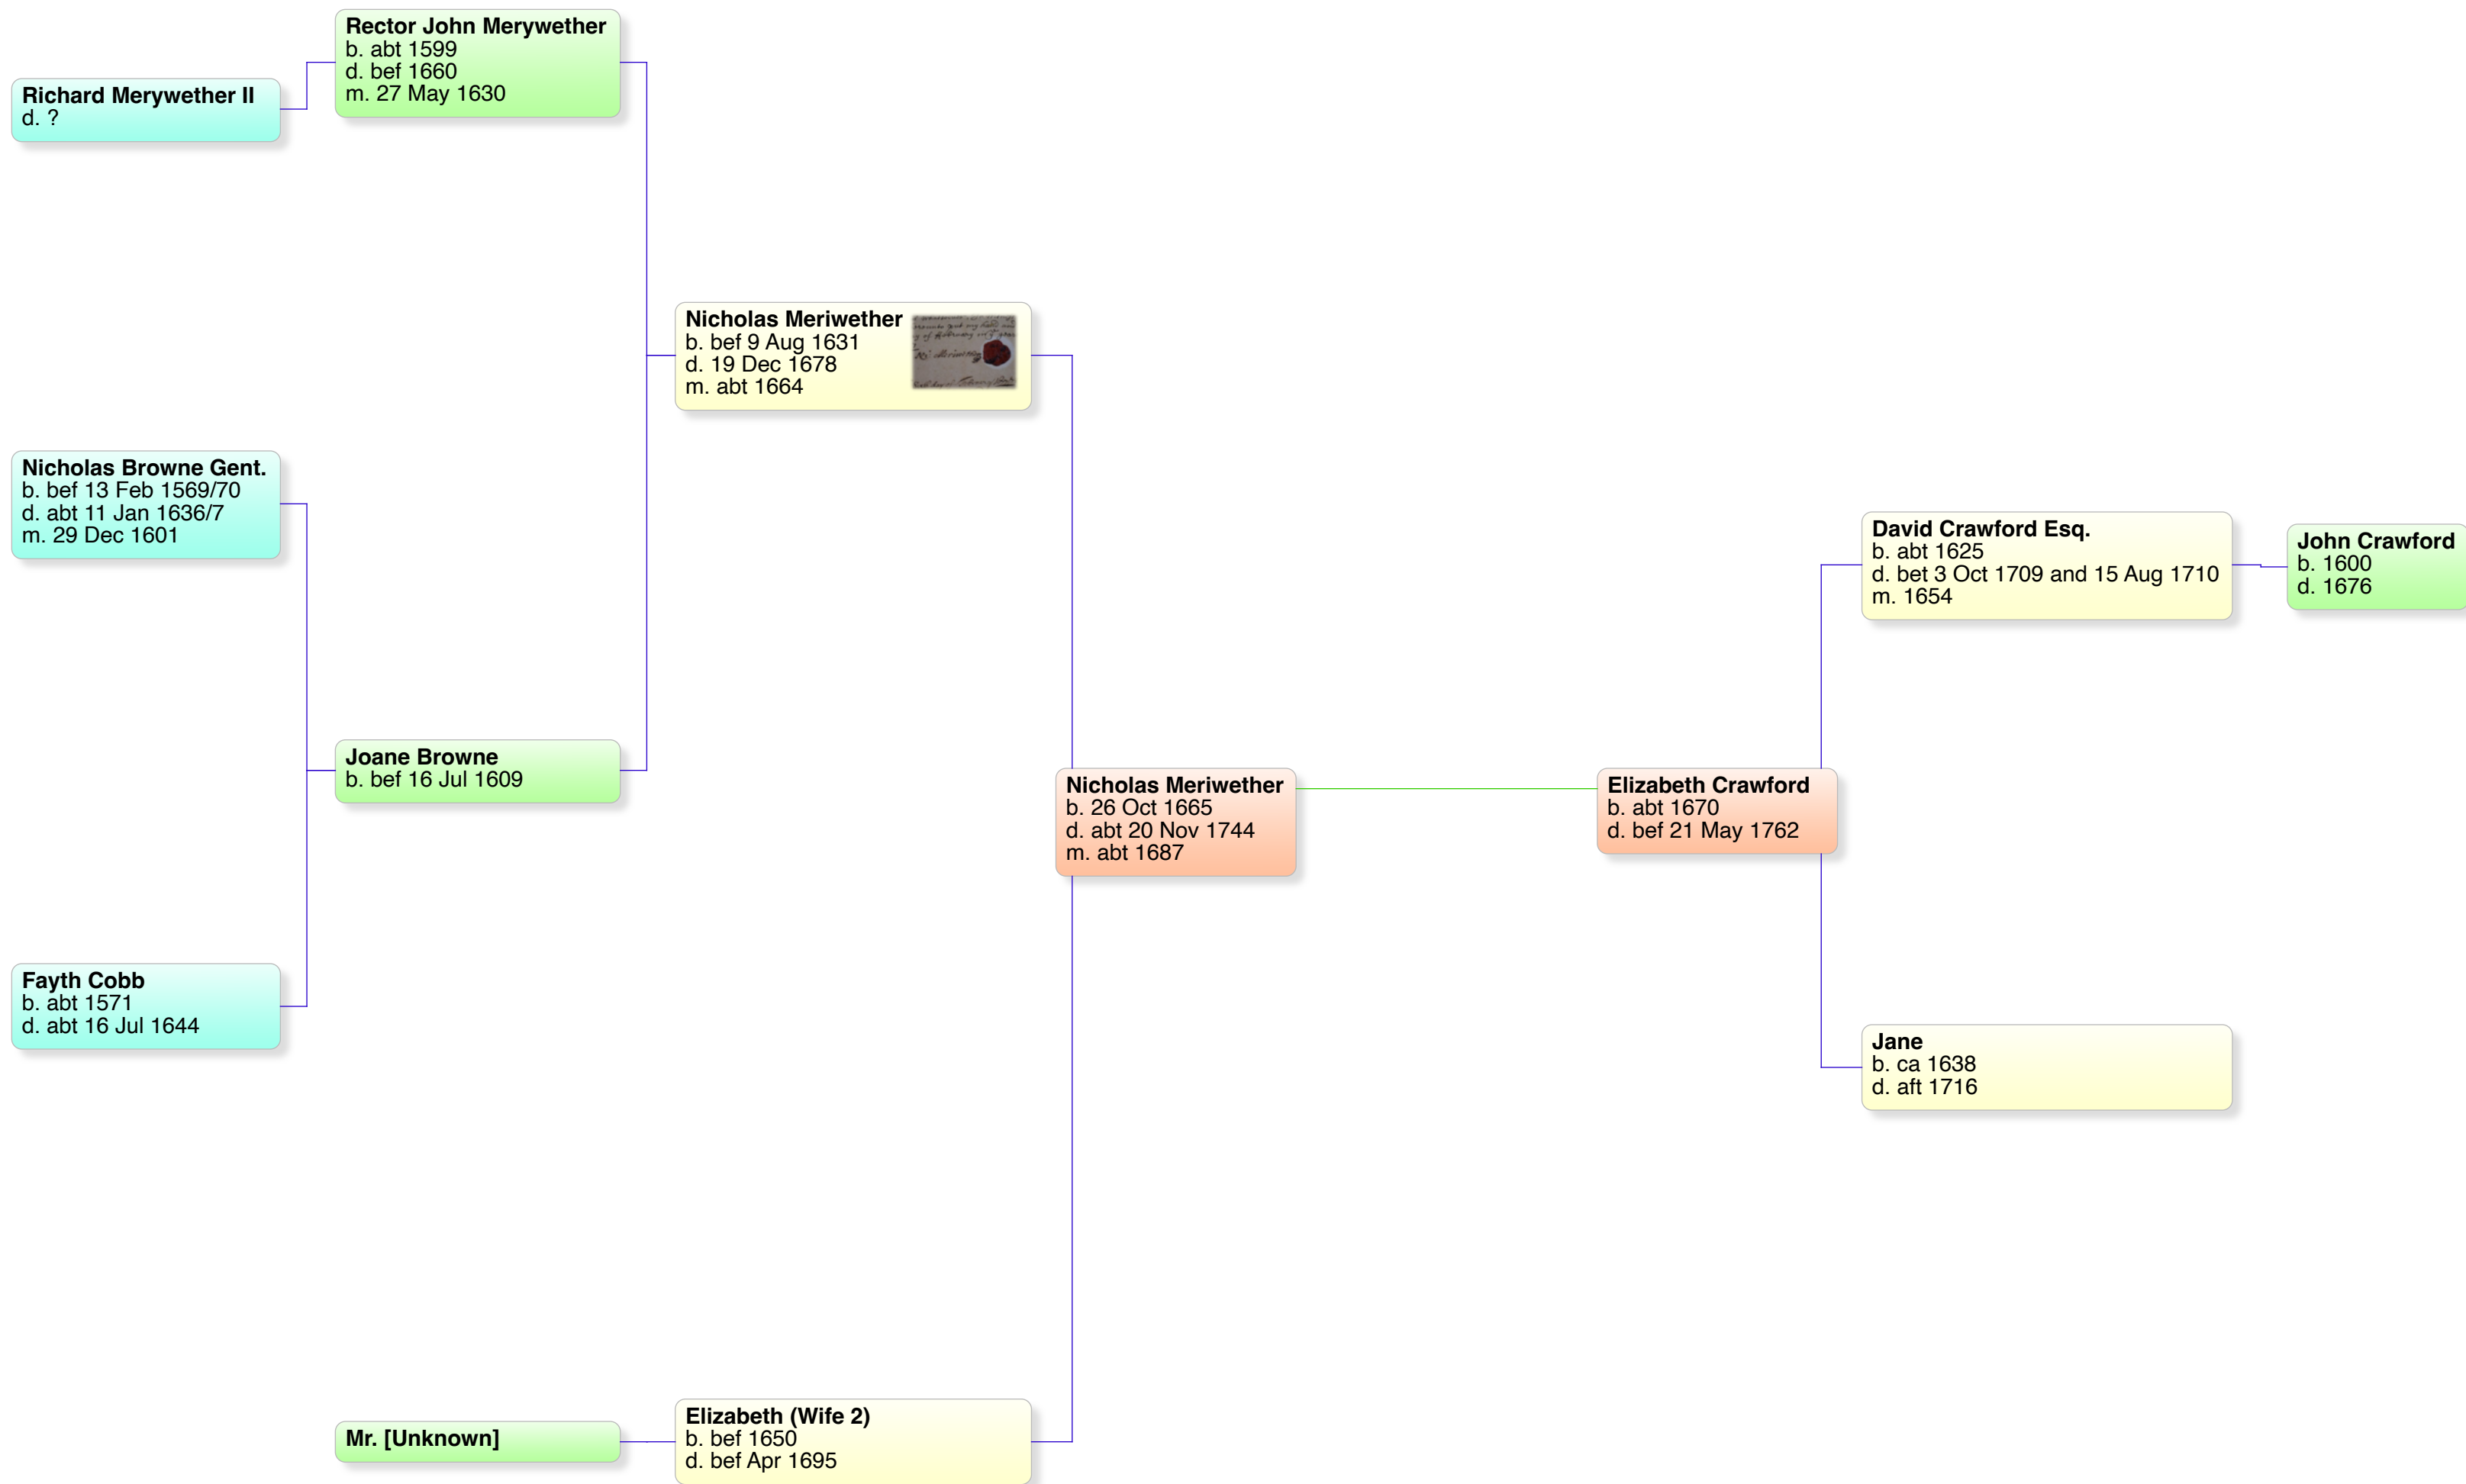 Rector John Merywether
b. abt 1599
d. bef 1660
m. 27 May 1630
Richard Merywether II
d. ?
Nicholas Meriwether
b. bef 9 Aug 1631
d. 19 Dec 1678
m. abt 1664
Nicholas Browne Gent.
b. bef 13 Feb 1569/70
d. abt 11 Jan 1636/7
m. 29 Dec 1601
David Crawford Esq.
b. abt 1625
d. bet 3 Oct 1709 and 15 Aug 1710
m. 1654
John Crawford
b. 1600
d. 1676
Joane Browne
b. bef 16 Jul 1609
Nicholas Meriwether
b. 26 Oct 1665
d. abt 20 Nov 1744
m. abt 1687
Elizabeth Crawford
b. abt 1670
d. bef 21 May 1762
Fayth Cobb
b. abt 1571
d. abt 16 Jul 1644
Jane
b. ca 1638
d. aft 1716
Mr. [Unknown]
Elizabeth (Wife 2)
b. bef 1650
d. bef Apr 1695